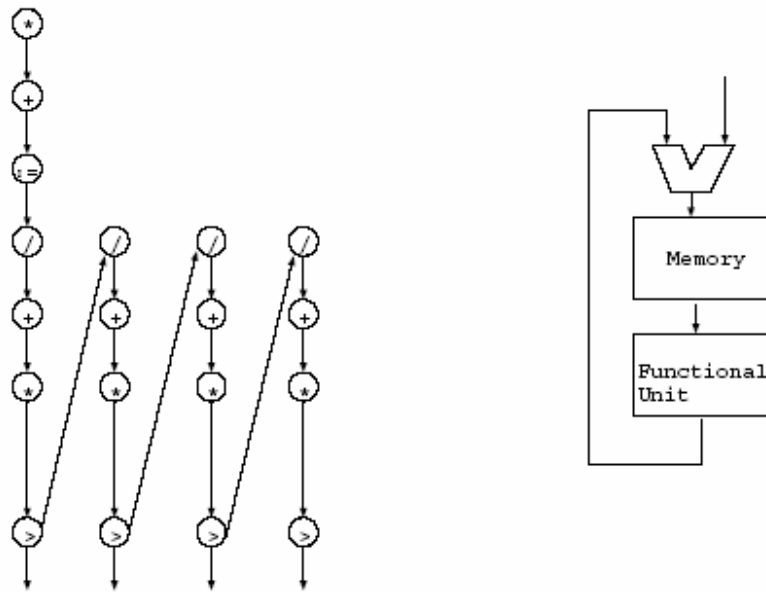 *
+
:=
/ / / /
+ + + +
* * * *
> > > >
Memory
Functional
Unit